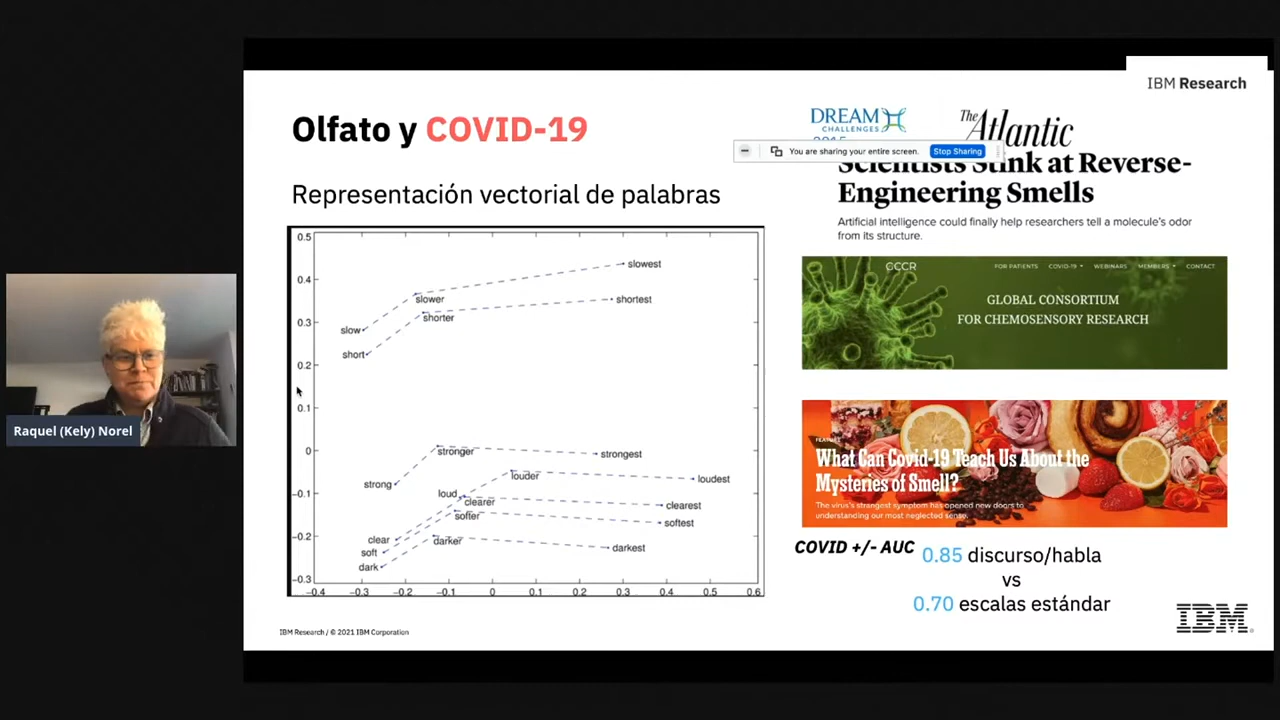 IBM Research
Olfato y COVID-19
DREAM
CHALLENGES
The Atlantic
You are sharing your entire screen.
Stop Sharing
Scientists Stink at Reverse-
Engineering Smells
Artificial intelligence could finally help researchers tell a molecule's odor
from its structure.
Representación vectorial de palabras
0.5
0.4
0.3
0.2
0.1
0
−0.1
−0.2
−0.3
slowest
slower
shortest
shorter
slow
short
stronger
strongest
strong
louder
loudest
loud
clearer
clearest
softer
softest
clear
soft
darker
darkest
dark
−0.4 −0.3 −0.2 −0.1 0 0.1 0.2 0.3 0.4 0.5 0.6
GCCR
FOR PATIENTS COVID-19 WEBINARS MEMBERS CONTACT
GLOBAL CONSORTIUM
FOR CHEMOSENSORY RESEARCH
FEATURE
What Can Covid-19 Teach Us About the
Mysteries of Smell?
The virus's strangest symptom has opened new doors to
understanding our most neglected sense.
COVID +/- AUC 0.85 discurso/habla
vs
0.70 escalas estándar
IBM Research / © 2021 IBM Corporation
IBM
Raquel (Kely) Norel